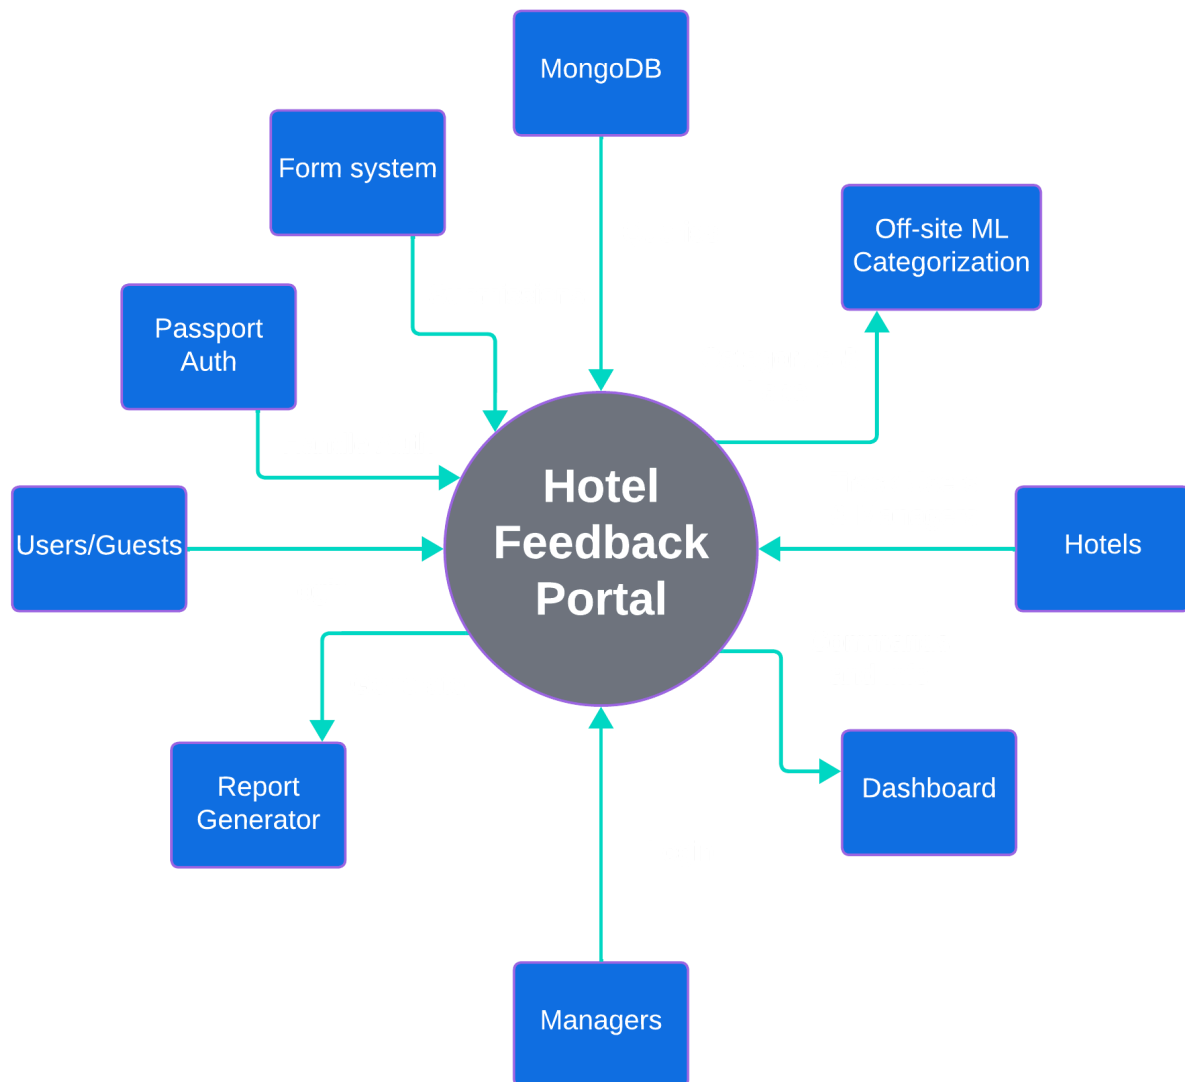 MongoDB
Form system
Off-site ML
Categorization
Passport
Auth
Hotel
Feedback
Portal
Users/Guests
Hotels
Report
Generator
Dashboard
Managers